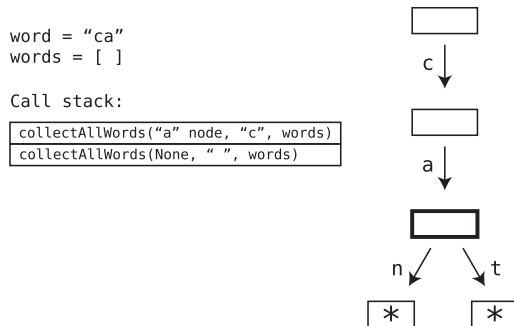 word = “ca”
words = [ ]
Call stack:
collectAllWords(“a” node, “c”, words)
collectAllWords(None, “ ”, words)
c
a
n t
* *